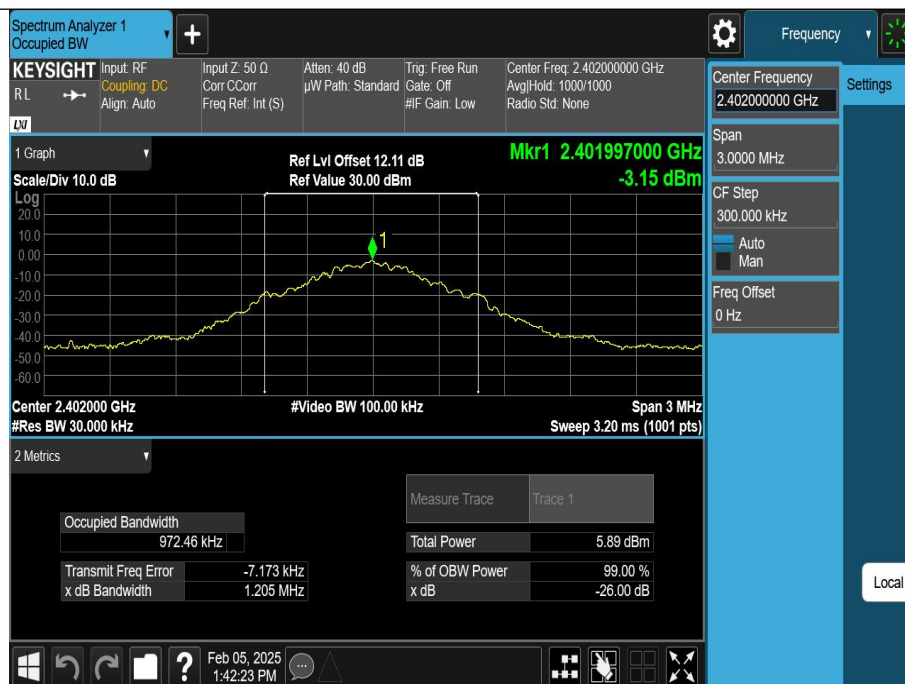 Spectrum Analyzer 1
Occupied BW
+
Frequency
KEYSIGHT
RL
LXI
Input: RF
Coupling: DC
Align: Auto
Input Z: 50 Ω
Corr CCorr
Freq Ref: Int (S)
Atten: 40 dB
µW Path: Standard
Trig: Free Run
Gate: Off
#IF Gain: Low
Center Freq: 2.402000000 GHz
Avg|Hold: 1000/1000
Radio Std: None
Center Frequency
2.402000000 GHz
Settings
Span
3.0000 MHz
CF Step
300.000 kHz
Auto
Man
Freq Offset
0 Hz
1 Graph
Scale/Div 10.0 dB
Ref Lvl Offset 12.11 dB
Ref Value 30.00 dBm
Mkr1 2.401997000 GHz
-3.15 dBm
Log
20.0
10.0
0.00
-10.0
-20.0
-30.0
-40.0
-50.0
-60.0
1
Center 2.402000 GHz
#Res BW 30.000 kHz
#Video BW 100.00 kHz
Span 3 MHz
Sweep 3.20 ms (1001 pts)
2 Metrics
Measure Trace Trace 1
Occupied Bandwidth
972.46 kHz
Total Power 5.89 dBm
Transmit Freq Error -7.173 kHz
% of OBW Power 99.00 %
x dB Bandwidth 1.205 MHz
x dB -26.00 dB
Local
?
Feb 05, 2025
1:42:23 PM